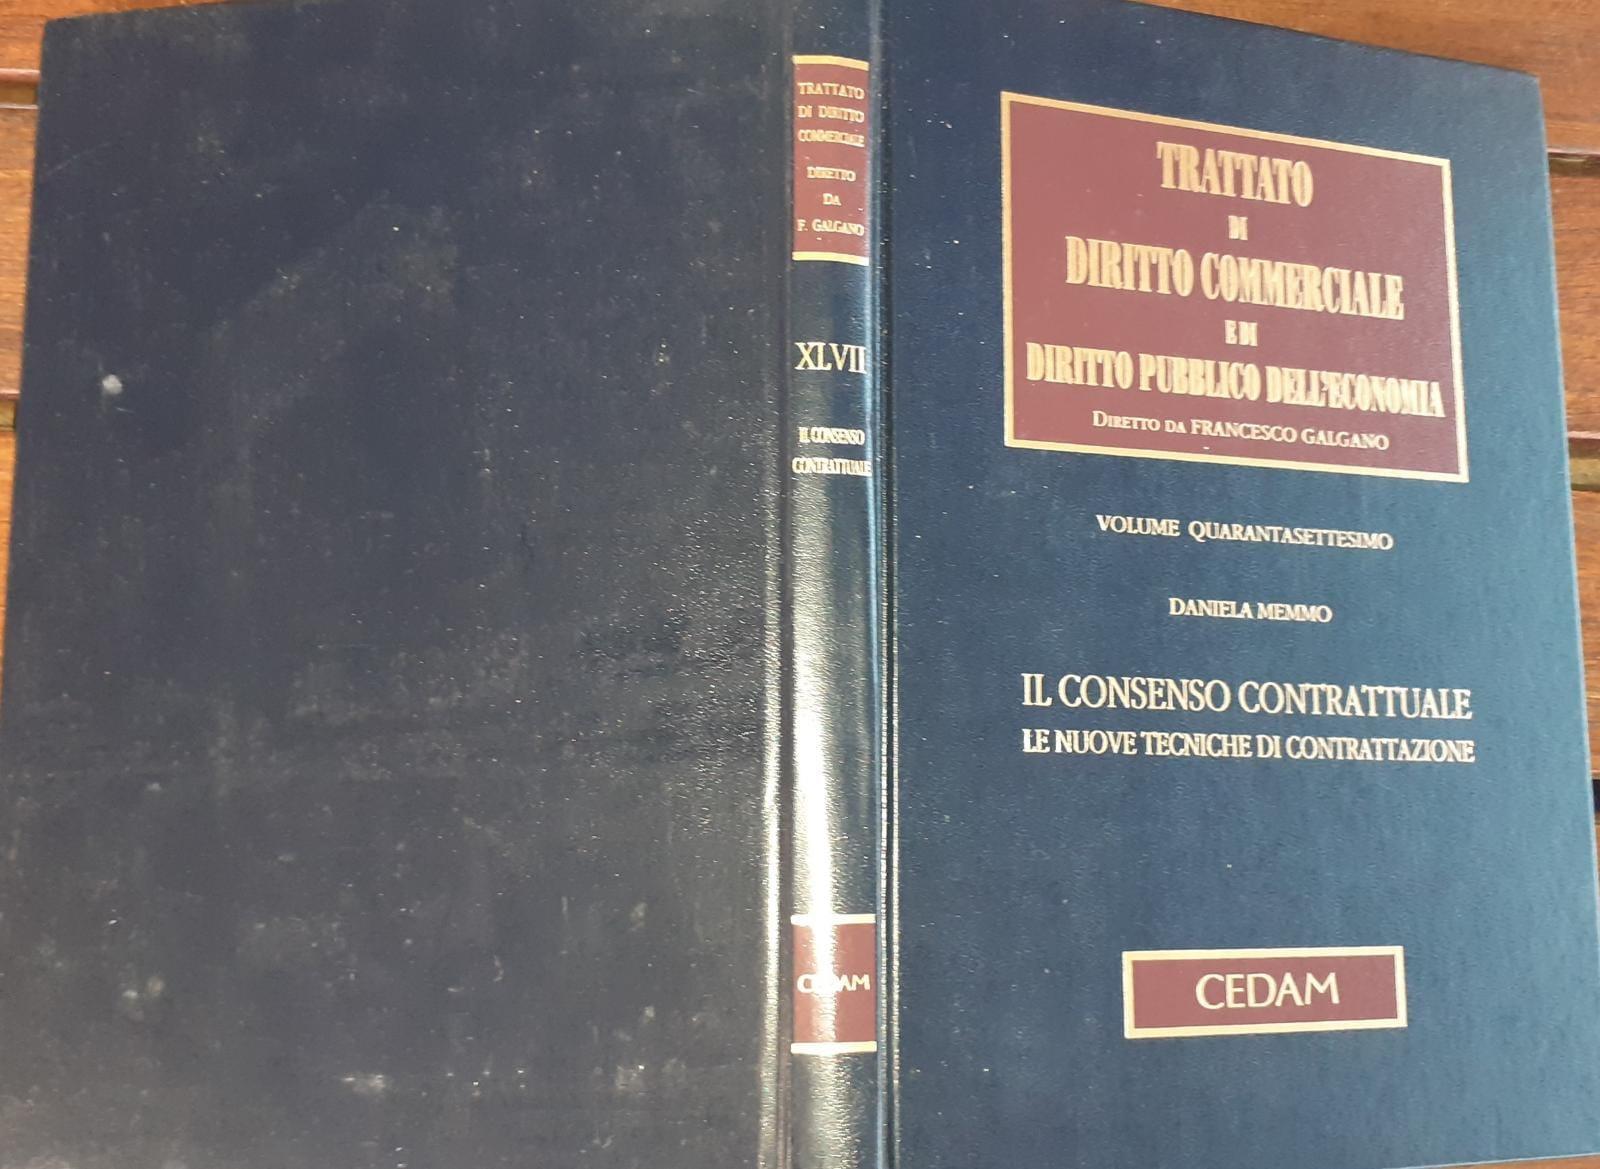 TRATTATO
DI DIRITTO
COMMERCIALE
DIRETTO
DA
F. GALGANO
XLVII
IL CONSENSO
CONTRATTUALE
CEDAM
TRATTATO
DI
DIRITTO COMMERCIALE
E DI
DIRITTO PUBBLICO DELL'ECONOMIA
DIRETTO DA FRANCESCO GALGANO
VOLUME QUARANTASETTESIMO
DANIELA MEMMO
IL CONSENSO CONTRATTUALE
LE NUOVE TECNICHE DI CONTRATTAZIONE
CEDAM